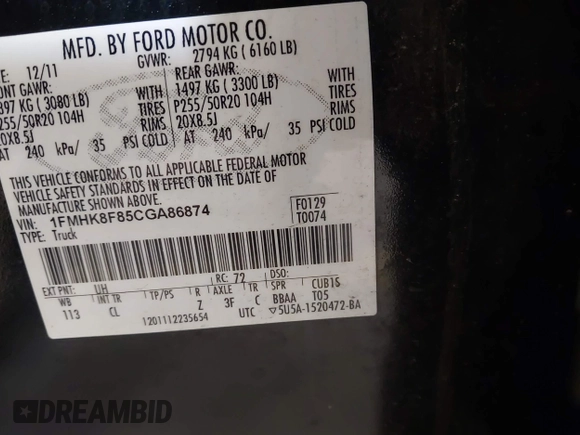 MFD. BY FORD MOTOR CO.
GVWR: 2794 KG ( 6160 LB)
12/11
GAWR: REAR GAWR:
397 KG ( 3080 LB) WITH 1497 KG ( 3300 LB) WITH
255/50R20 104H TIRES P255/50R20 104H TIRES
20X8.5J RIMS 20X8.5J RIMS
AT 240 kPa/ 35 PSI COLD AT 240 kPa/ 35 PSI COLD
THIS VEHICLE CONFORMS TO ALL APPLICABLE FEDERAL MOTOR
VEHICLE SAFETY STANDARDS IN EFFECT ON THE DATE OF
MANUFACTURE SHOWN ABOVE.
VIN: 1FMHK8F85CGA86874 F0129
TYPE: Truck T0074
EXT PNT: UH RC: 72 DSO:
WB INT TR TP/PS R AXLE TR SPR CUB1S
113 CL Z 3F C BBAA T05
1201112235654 UTC ▽5U5A-1520472-BA
DREAMBID